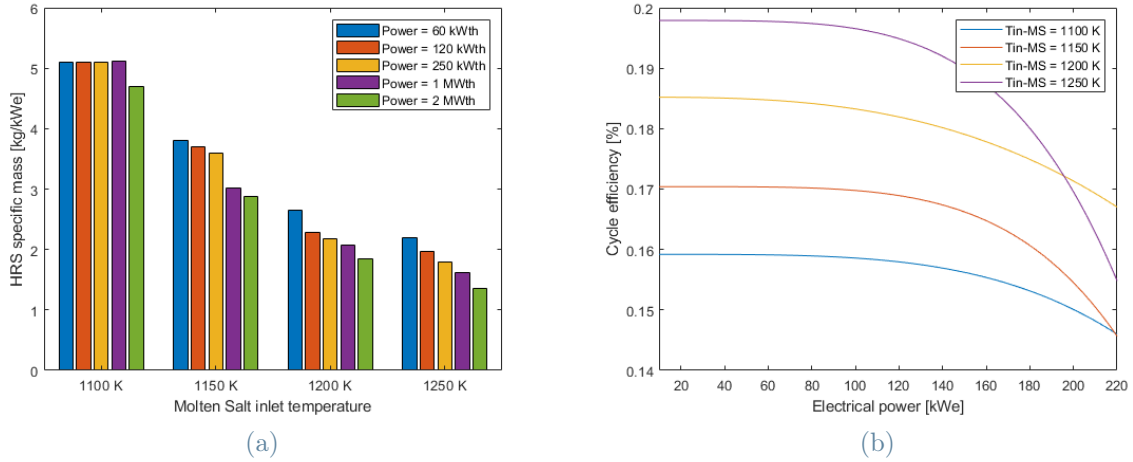 6
5
4
3
2
1
0
HRS specific mass [kg/kWe]
Power = 60 kWth
Power = 120 kWth
Power = 250 kWth
Power = 1 MWth
Power = 2 MWth
1100 K 1150 K 1200 K 1250 K
Molten Salt inlet temperature
(a)
0.2
0.19
0.18
0.17
0.16
0.15
0.14
Cycle efficiency [%]
Tin-MS = 1100 K
Tin-MS = 1150 K
Tin-MS = 1200 K
Tin-MS = 1250 K
20 40 60 80 100 120 140 160 180 200 220
Electrical power [kWe]
(b)